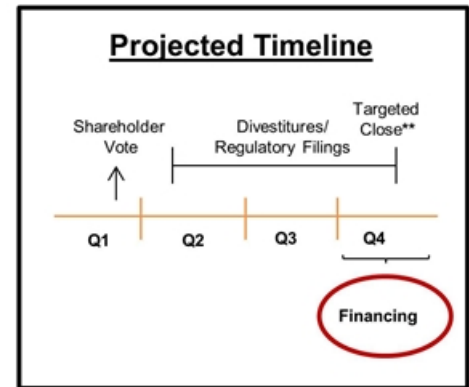 Projected Timeline
Targeted
Shareholder Divestitures/ Close**
Vote Regulatory Filings
Q1 Q2 Q3 Q4
Financing